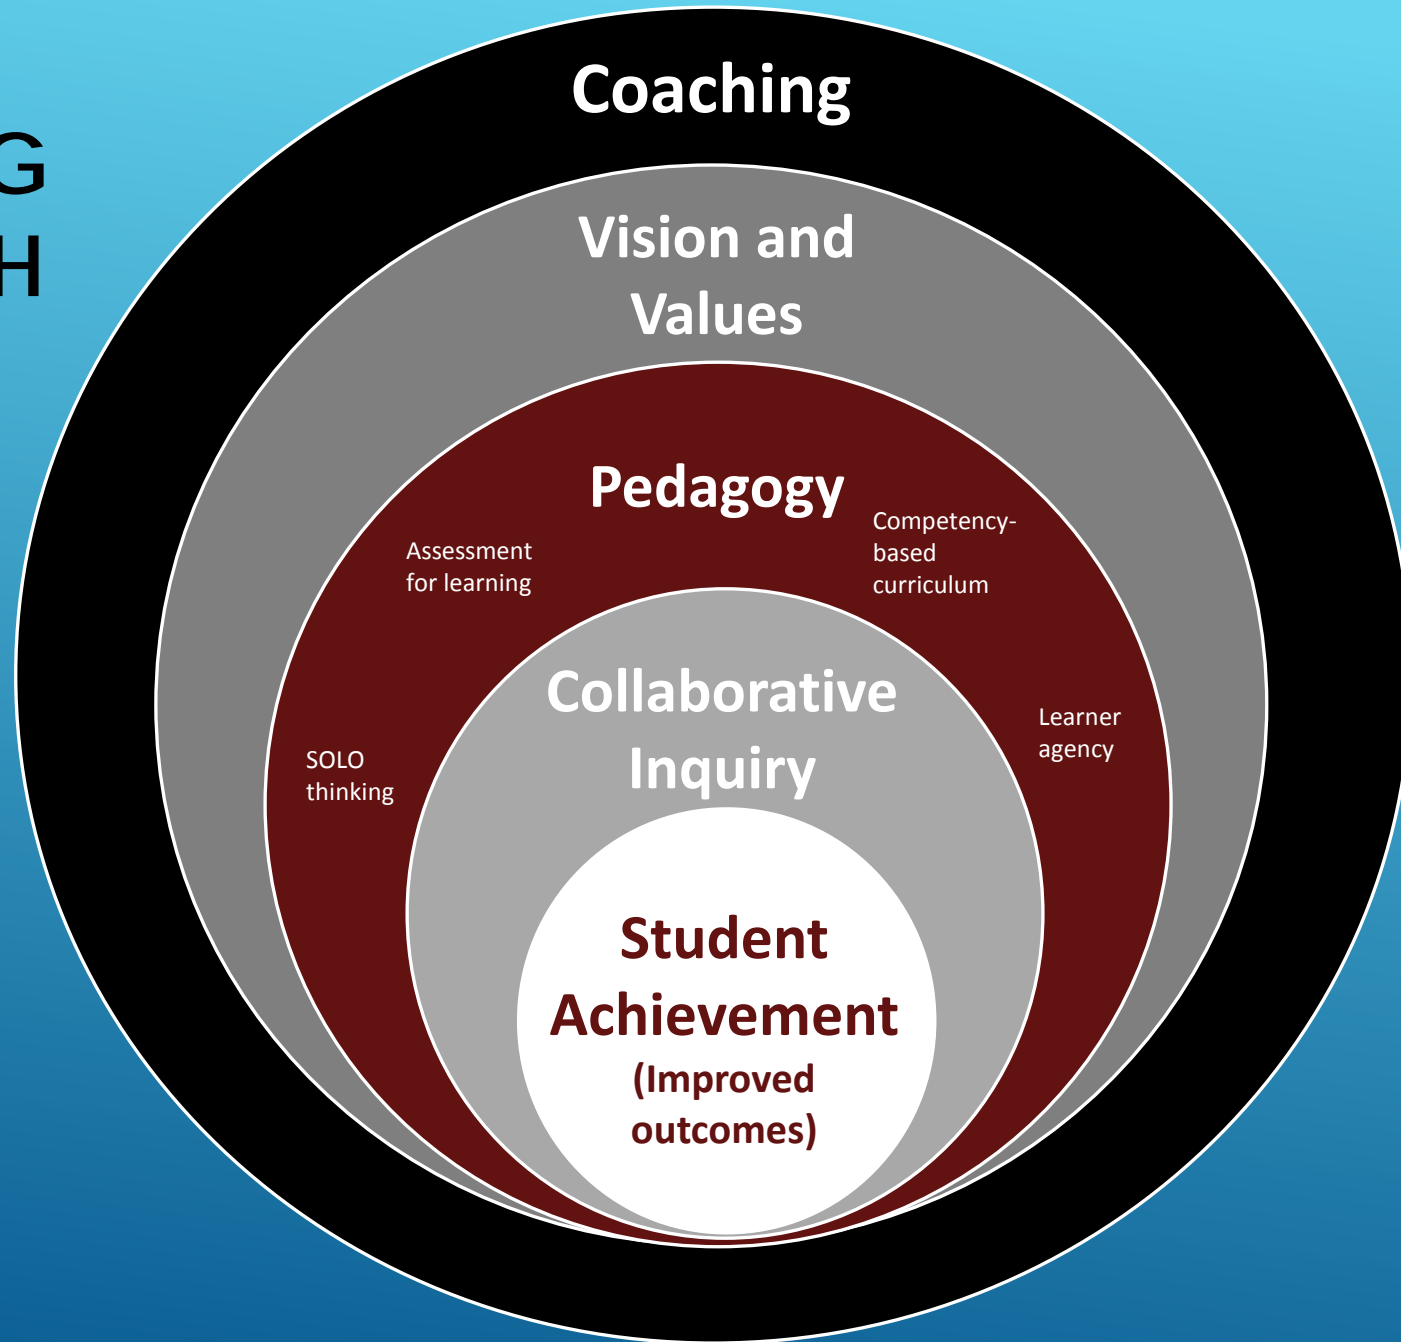 G
H
Coaching
Vision and
Values
Pedagogy
Assessment
for learning
Competency-
based
curriculum
Collaborative
Inquiry
SOLO
thinking
Learner
agency
Student
Achievement
(Improved
outcomes)